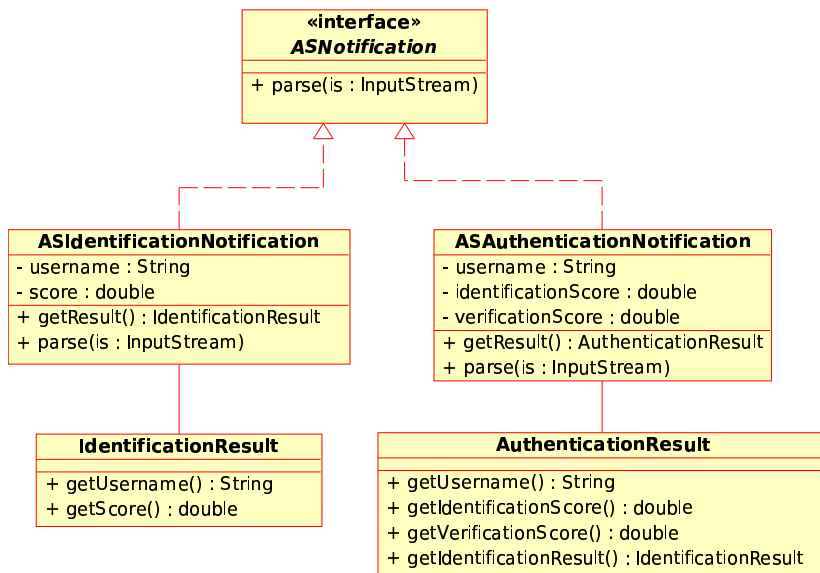 «interface»
ASNotification
+ parse(is : InputStream)
ASIdentificationNotification
- username : String
- score : double
+ getResult() : IdentificationResult
+ parse(is : InputStream)
ASAuthenticationNotification
- username : String
- identificationScore : double
- verificationScore : double
+ getResult() : AuthenticationResult
+ parse(is : InputStream)
IdentificationResult
+ getUsername() : String
+ getScore() : double
AuthenticationResult
+ getUsername() : String
+ getIdentificationScore() : double
+ getVerificationScore() : double
+ getIdentificationResult() : IdentificationResult